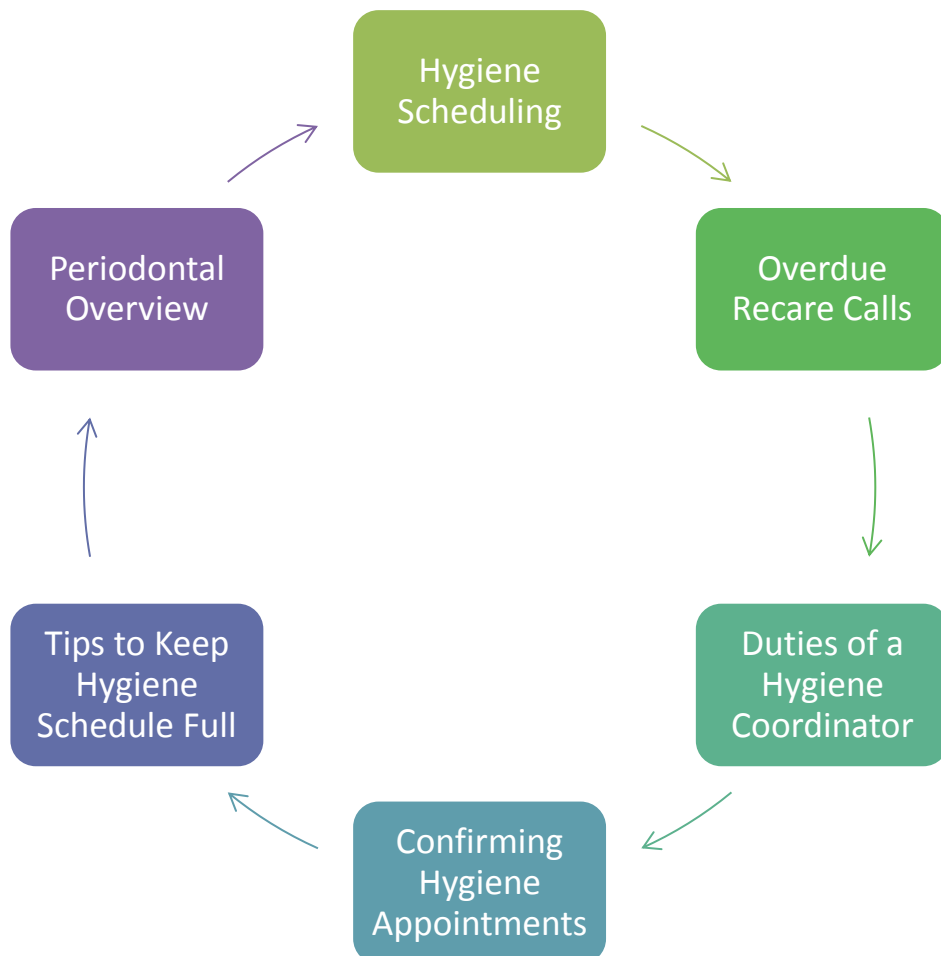 Hygiene
Scheduling
Overdue
Recare Calls
Duties of a
Hygiene
Coordinator
Confirming
Hygiene
Appointments
Tips to Keep
Hygiene
Schedule Full
Periodontal
Overview